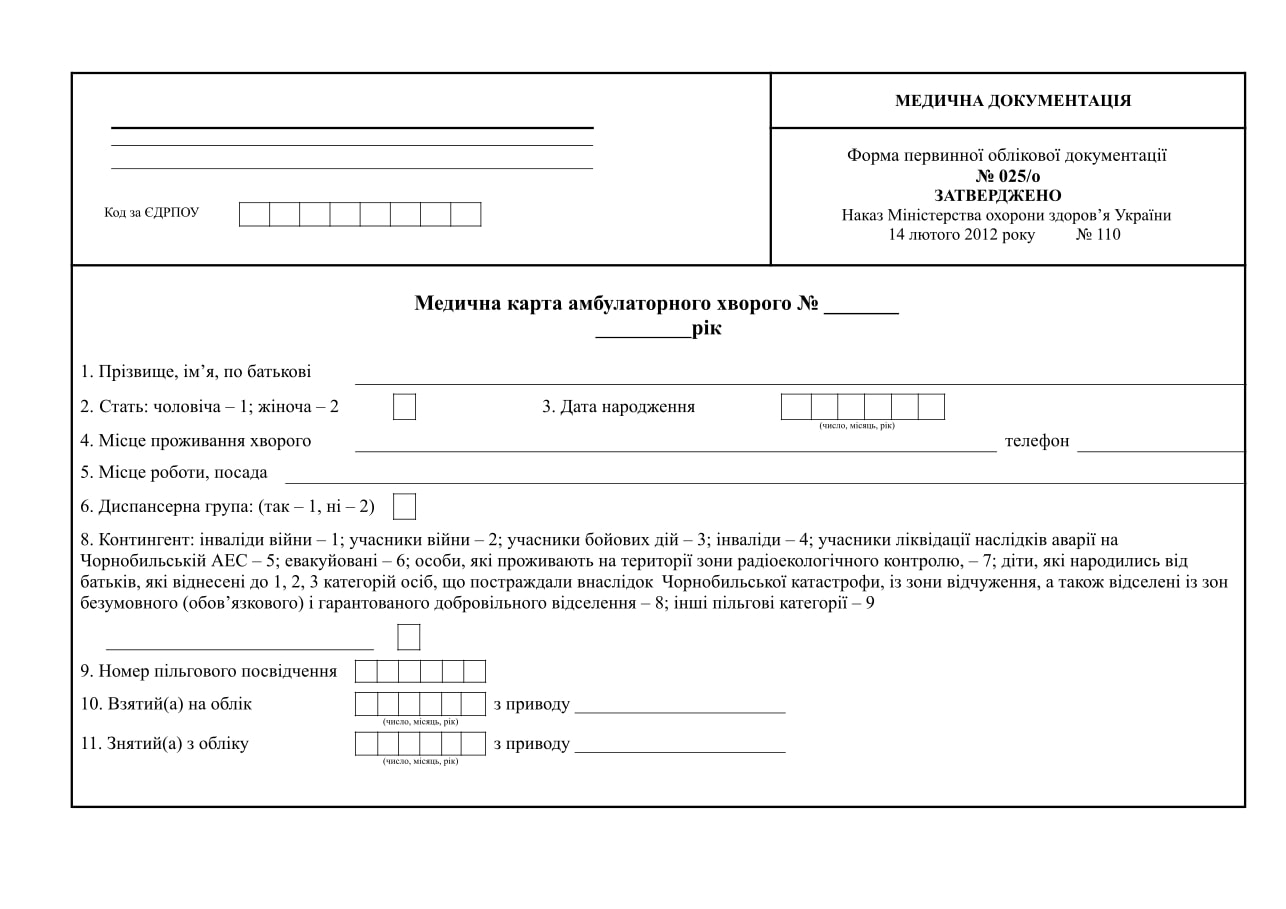 МЕДИЧНА ДОКУМЕНТАЦІЯ
Форма первинної облікової документації
№ 025/о
ЗАТВЕРДЖЕНО
Наказ Міністерства охорони здоров’я України
14 лютого 2012 року № 110
Код за ЄДРПОУ
Медична карта амбулаторного хворого № _______
_________рік
1. Прізвище, ім’я, по батькові
2. Стать: чоловіча – 1; жіноча – 2 3. Дата народження
(число, місяць, рік)
4. Місце проживання хворого телефон
5. Місце роботи, посада
6. Диспансерна група: (так – 1, ні – 2)
8. Контингент: інваліди війни – 1; учасники війни – 2; учасники бойових дій – 3; інваліди – 4; учасники ліквідації наслідків аварії на
Чорнобильській АЕС – 5; евакуйовані – 6; особи, які проживають на території зони радіоекологічного контролю, – 7; діти, які народились від
батьків, які віднесені до 1, 2, 3 категорій осіб, що постраждали внаслідок Чорнобильської катастрофи, із зони відчуження, а також відселені із зон
безумовного (обов’язкового) і гарантованого добровільного відселення – 8; інші пільгові категорії – 9
9. Номер пільгового посвідчення
10. Взятий(а) на облік з приводу
(число, місяць, рік)
11. Знятий(а) з обліку з приводу
(число, місяць, рік)